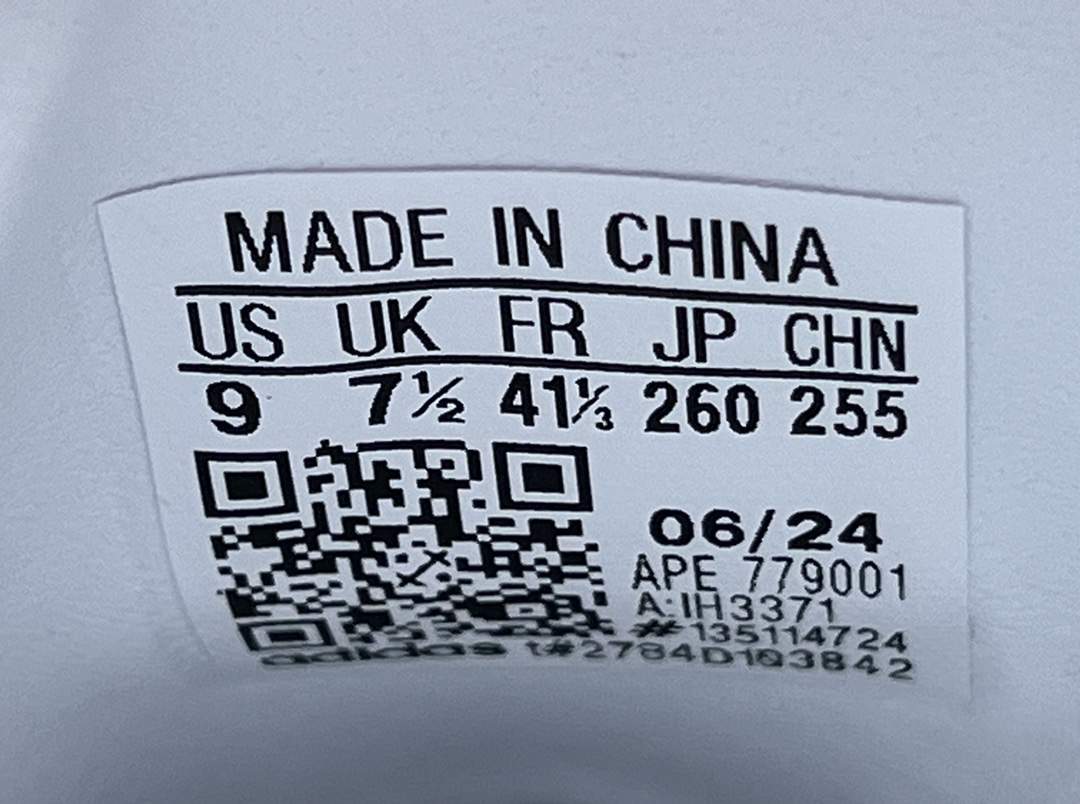 MADE IN CHINA
US UK FR JP CHN
9 7½ 41⅓ 260 255
06/24
APE 779001
A:IH3371
#135114724
adidas t#2784D103842